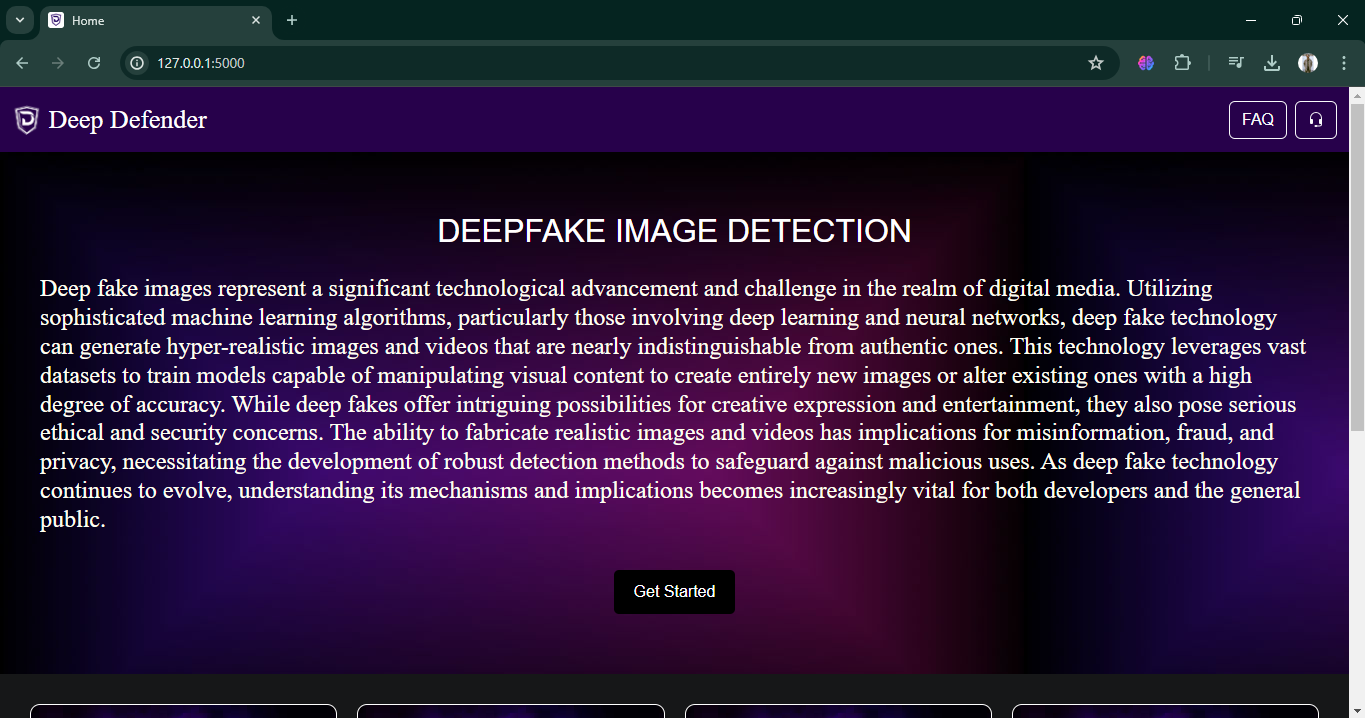 Home
127.0.0.1:5000
Deep Defender
FAQ
DEEPFAKE IMAGE DETECTION
Deep fake images represent a significant technological advancement and challenge in the realm of digital media. Utilizing
sophisticated machine learning algorithms, particularly those involving deep learning and neural networks, deep fake technology
can generate hyper-realistic images and videos that are nearly indistinguishable from authentic ones. This technology leverages vast
datasets to train models capable of manipulating visual content to create entirely new images or alter existing ones with a high
degree of accuracy. While deep fakes offer intriguing possibilities for creative expression and entertainment, they also pose serious
ethical and security concerns. The ability to fabricate realistic images and videos has implications for misinformation, fraud, and
privacy, necessitating the development of robust detection methods to safeguard against malicious uses. As deep fake technology
continues to evolve, understanding its mechanisms and implications becomes increasingly vital for both developers and the general
public.
Get Started